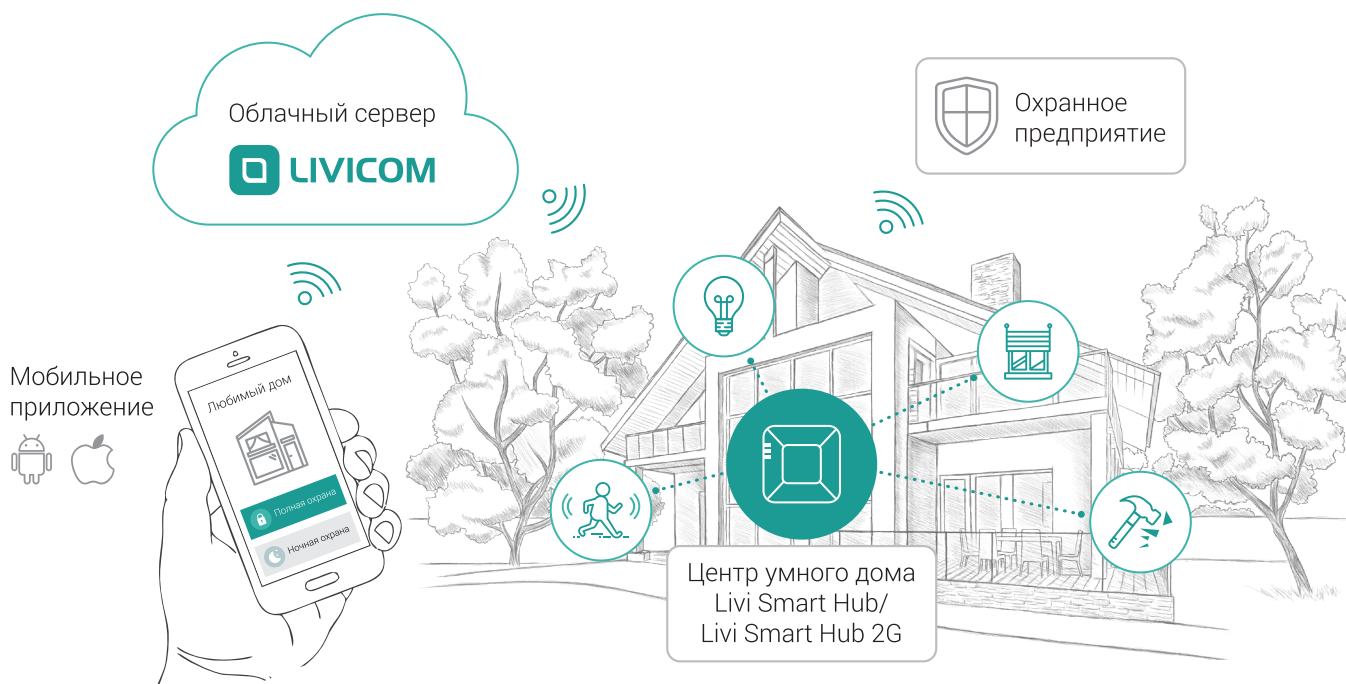 Облачный сервер
LIVICOM
Охранное
предприятие
Мобильное
приложение
Любимый дом
Полная охрана
Ночная охрана
Центр умного дома
Livi Smart Hub/
Livi Smart Hub 2G